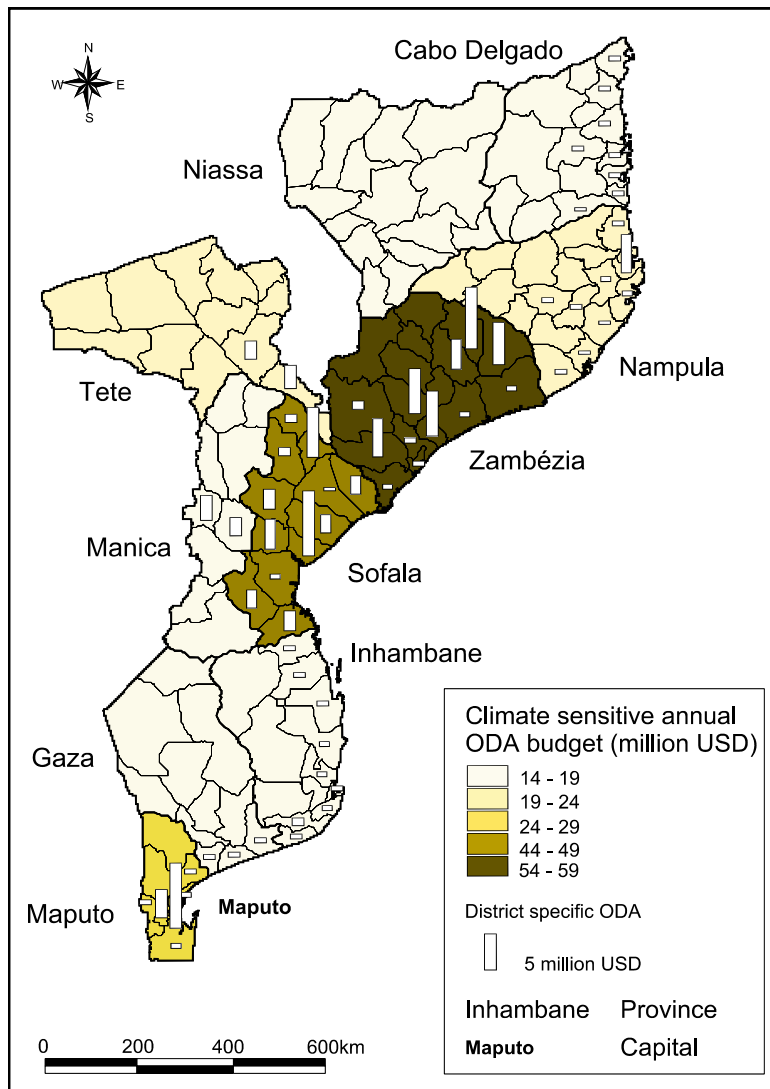 N
W E
S
Cabo Delgado
Niassa
Tete
Nampula
Zambézia
Manica
Sofala
Inhambane
Gaza
Maputo
Maputo
Climate sensitive annual
ODA budget (million USD)
14 - 19
19 - 24
24 - 29
44 - 49
54 - 59
District specific ODA
5 million USD
Inhambane Province
Maputo Capital
0 200 400 600km